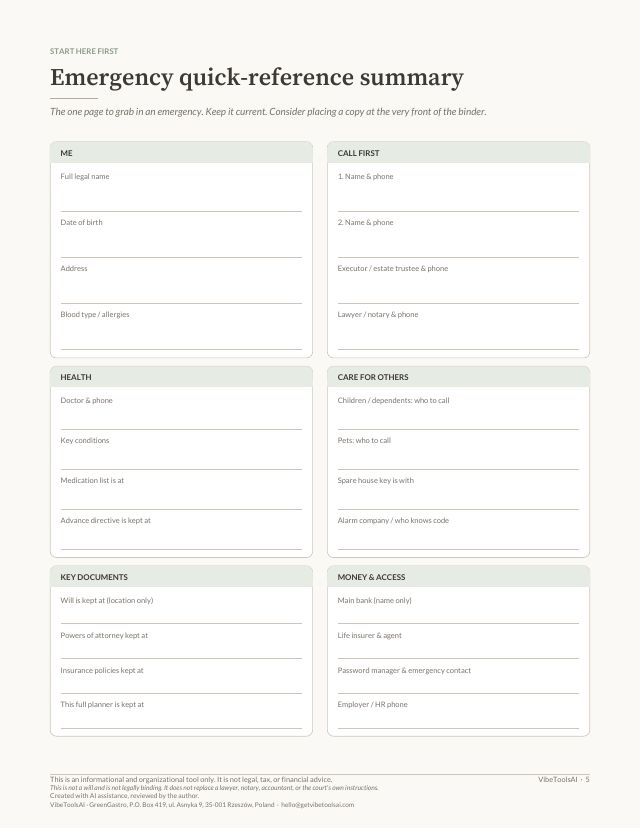 START HERE FIRST
Emergency quick-reference summary
The one page to grab in an emergency. Keep it current. Consider placing a copy at the very front of the binder.
ME
Full legal name
Date of birth
Address
Blood type / allergies
CALL FIRST
1. Name & phone
2. Name & phone
Executor / estate trustee & phone
Lawyer / notary & phone
HEALTH
Doctor & phone
Key conditions
Medication list is at
Advance directive is kept at
CARE FOR OTHERS
Children / dependents: who to call
Pets: who to call
Spare house key is with
Alarm company / who knows code
KEY DOCUMENTS
Will is kept at (location only)
Powers of attorney kept at
Insurance policies kept at
This full planner is kept at
MONEY & ACCESS
Main bank (name only)
Life insurer & agent
Password manager & emergency contact
Employer / HR phone
This is an informational and organizational tool only. It is not legal, tax, or financial advice.
This is not a will and is not legally binding. It does not replace a lawyer, notary, accountant, or the court's own instructions.
Created with AI assistance, reviewed by the author.
VibeToolsAI · GreenGastro, P.O. Box 419, ul. Asnyka 9, 35-001 Rzeszów, Poland · hello@getvibetoolsai.com
VibeToolsAI · 5